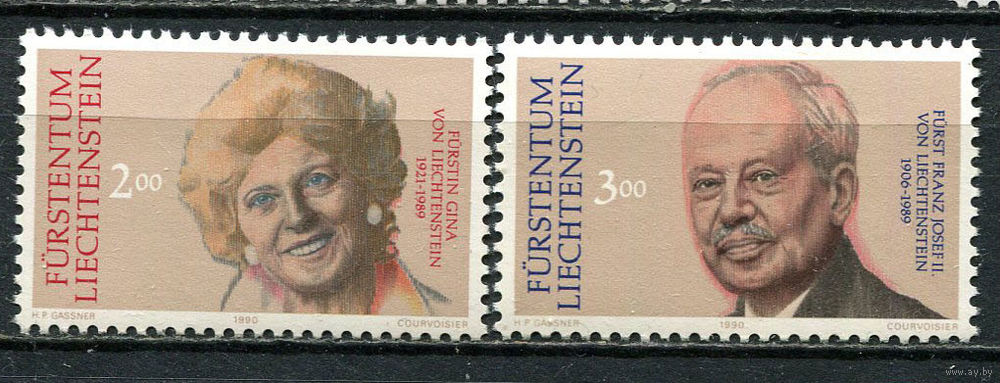 FÜRSTENTUM
LIECHTENSTEIN
2.00
FÜRSTIN GINA
VON LIECHTENSTEIN
1921-1989
H.P. GASSNER
1990
COURVOISIER
FÜRSTENTUM
LIECHTENSTEIN
3.00
FÜRST FRANZ JOSEF II.
VON LIECHTENSTEIN
1906-1989
H.P. GASSNER
1990
COURVOISIER
www.ay.by